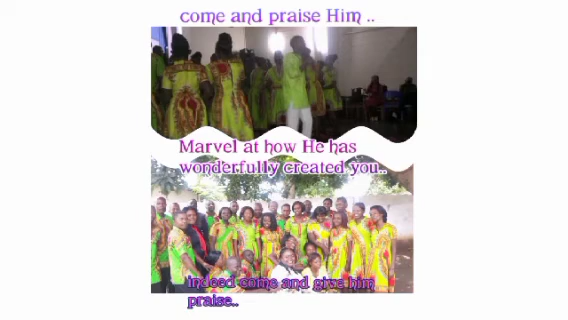 come and praise Him ..
Marvel at how He has
wonderfully created you..
indeed come and give him
praise..